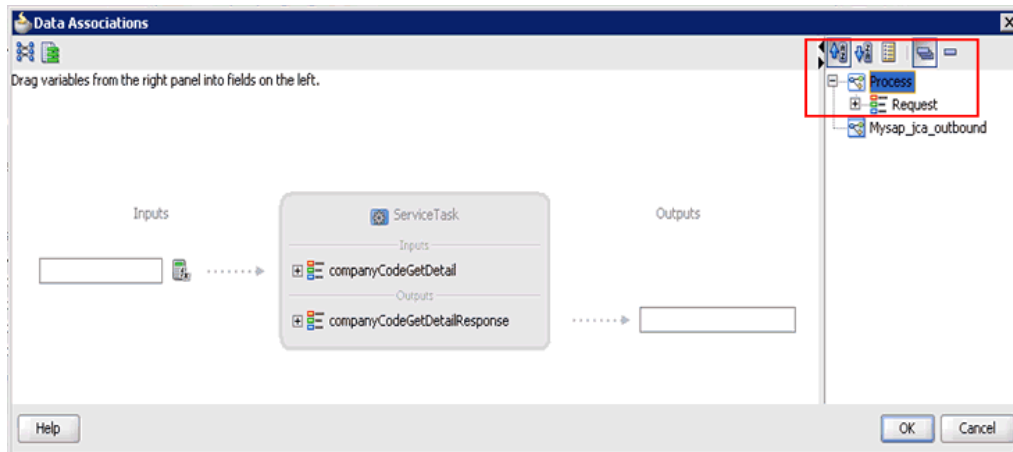 Data Associations
Drag variables from the right panel into fields on the left.
Process
Request
Mysap_jca_outbound
Inputs
ServiceTask
Outputs
Inputs
companyCodeGetDetail
Outputs
companyCodeGetDetailResponse
Help
OK
Cancel